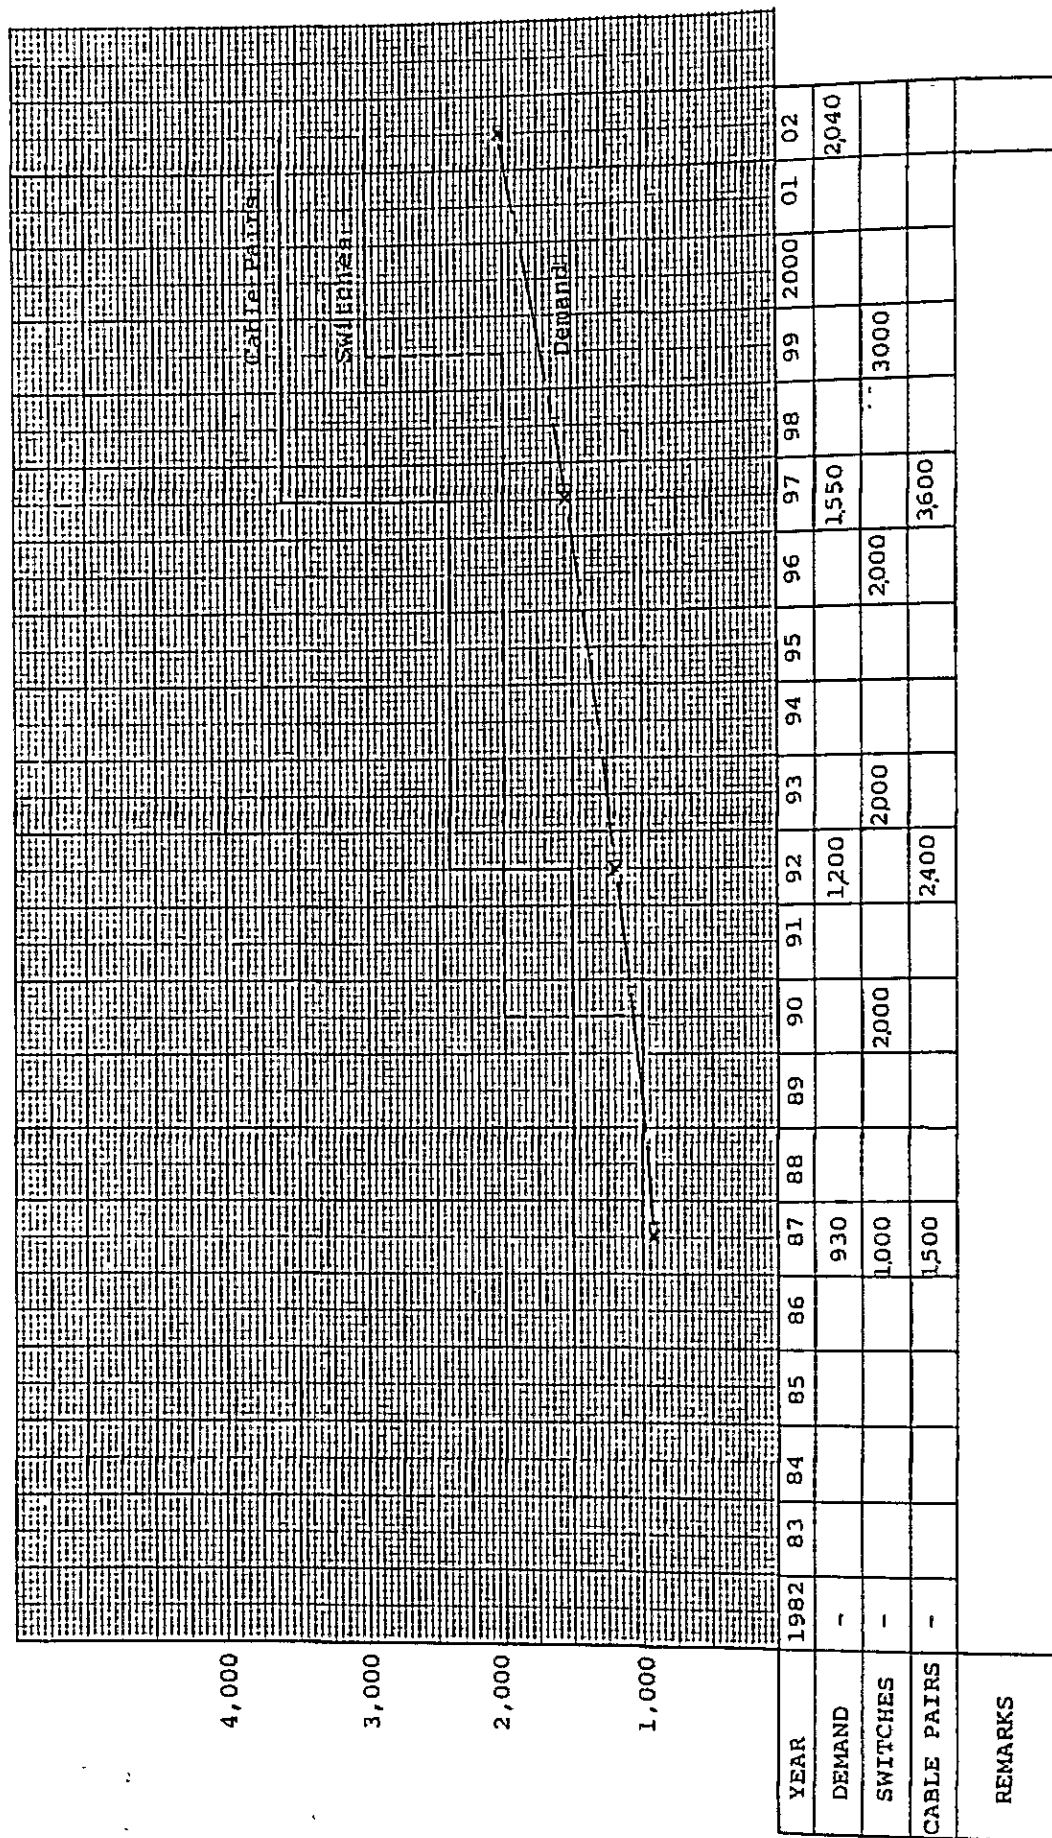 4,000
3,000
2,000
1,000
Cable Pairs
Switches
Demand
YEAR 1982 83 84 85 86 87 88 89 90 91 92 93 94 95 96 97 98 99 2000 01 02
DEMAND - 930 1,200 1,550 2,040
SWITCHES - 1,000 2,000 2,000 2,000 3000
CABLE PAIRS - 1,500 2,400 3,600
REMARKS